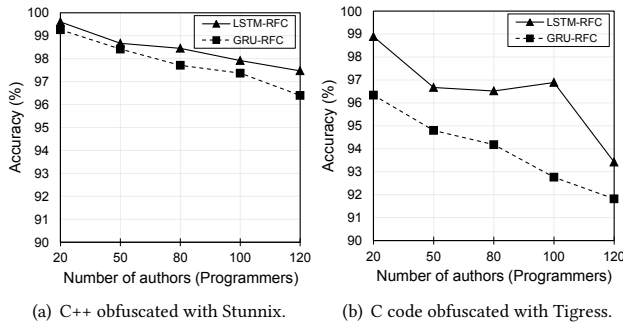 100
99
98
97
96
95
94
93
92
91
90
Accuracy (%)
LSTM-RFC
GRU-RFC
20 50 80 100 120
Number of authors (Programmers)
(a) C++ obfuscated with Stunnix.
100
99
98
97
96
95
94
93
92
91
90
Accuracy (%)
LSTM-RFC
GRU-RFC
20 50 80 100 120
Number of authors (Programmers)
(b) C code obfuscated with Tigress.